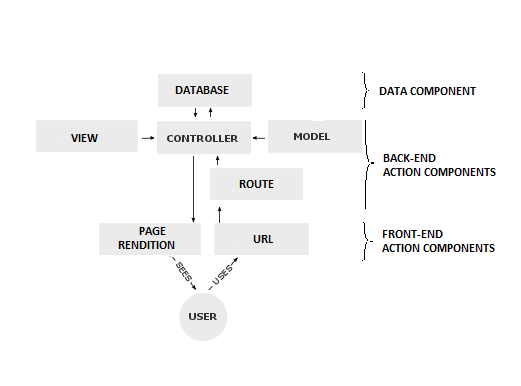 DATABASE
DATA COMPONENT
VIEW
CONTROLLER
MODEL
BACK-END
ACTION COMPONENTS
ROUTE
PAGE
RENDITION
URL
FRONT-END
ACTION COMPONENTS
SEES
USES
USER